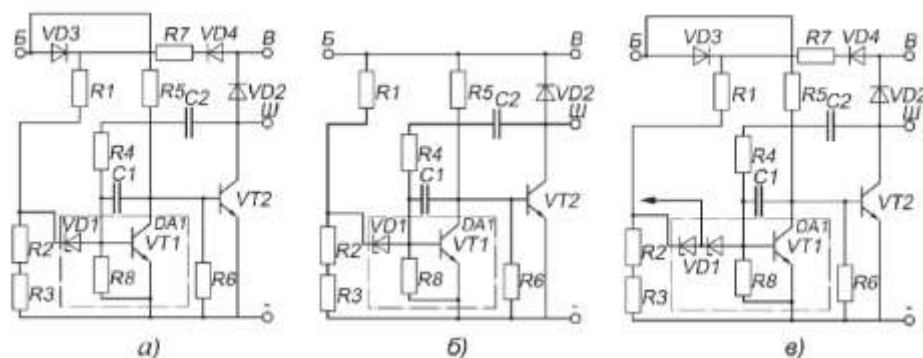 Б VD3 R7 VD4 В
R1 R5 C2 VD2
Ш
R4
C1
VT2
VD1 DA1
R2 VT1
R8 R6
R3
-
а)
Б В
R1 R5 C2 VD2
Ш
R4
C1
VT2
VD1 DA1
R2 VT1
R8 R6
R3
-
б)
Б VD3 R7 VD4 В
R1 R5 C2 VD2
Ш
R4
C1
VT2
DA1
R2 VD1 VT1
R8 R6
R3
-
в)